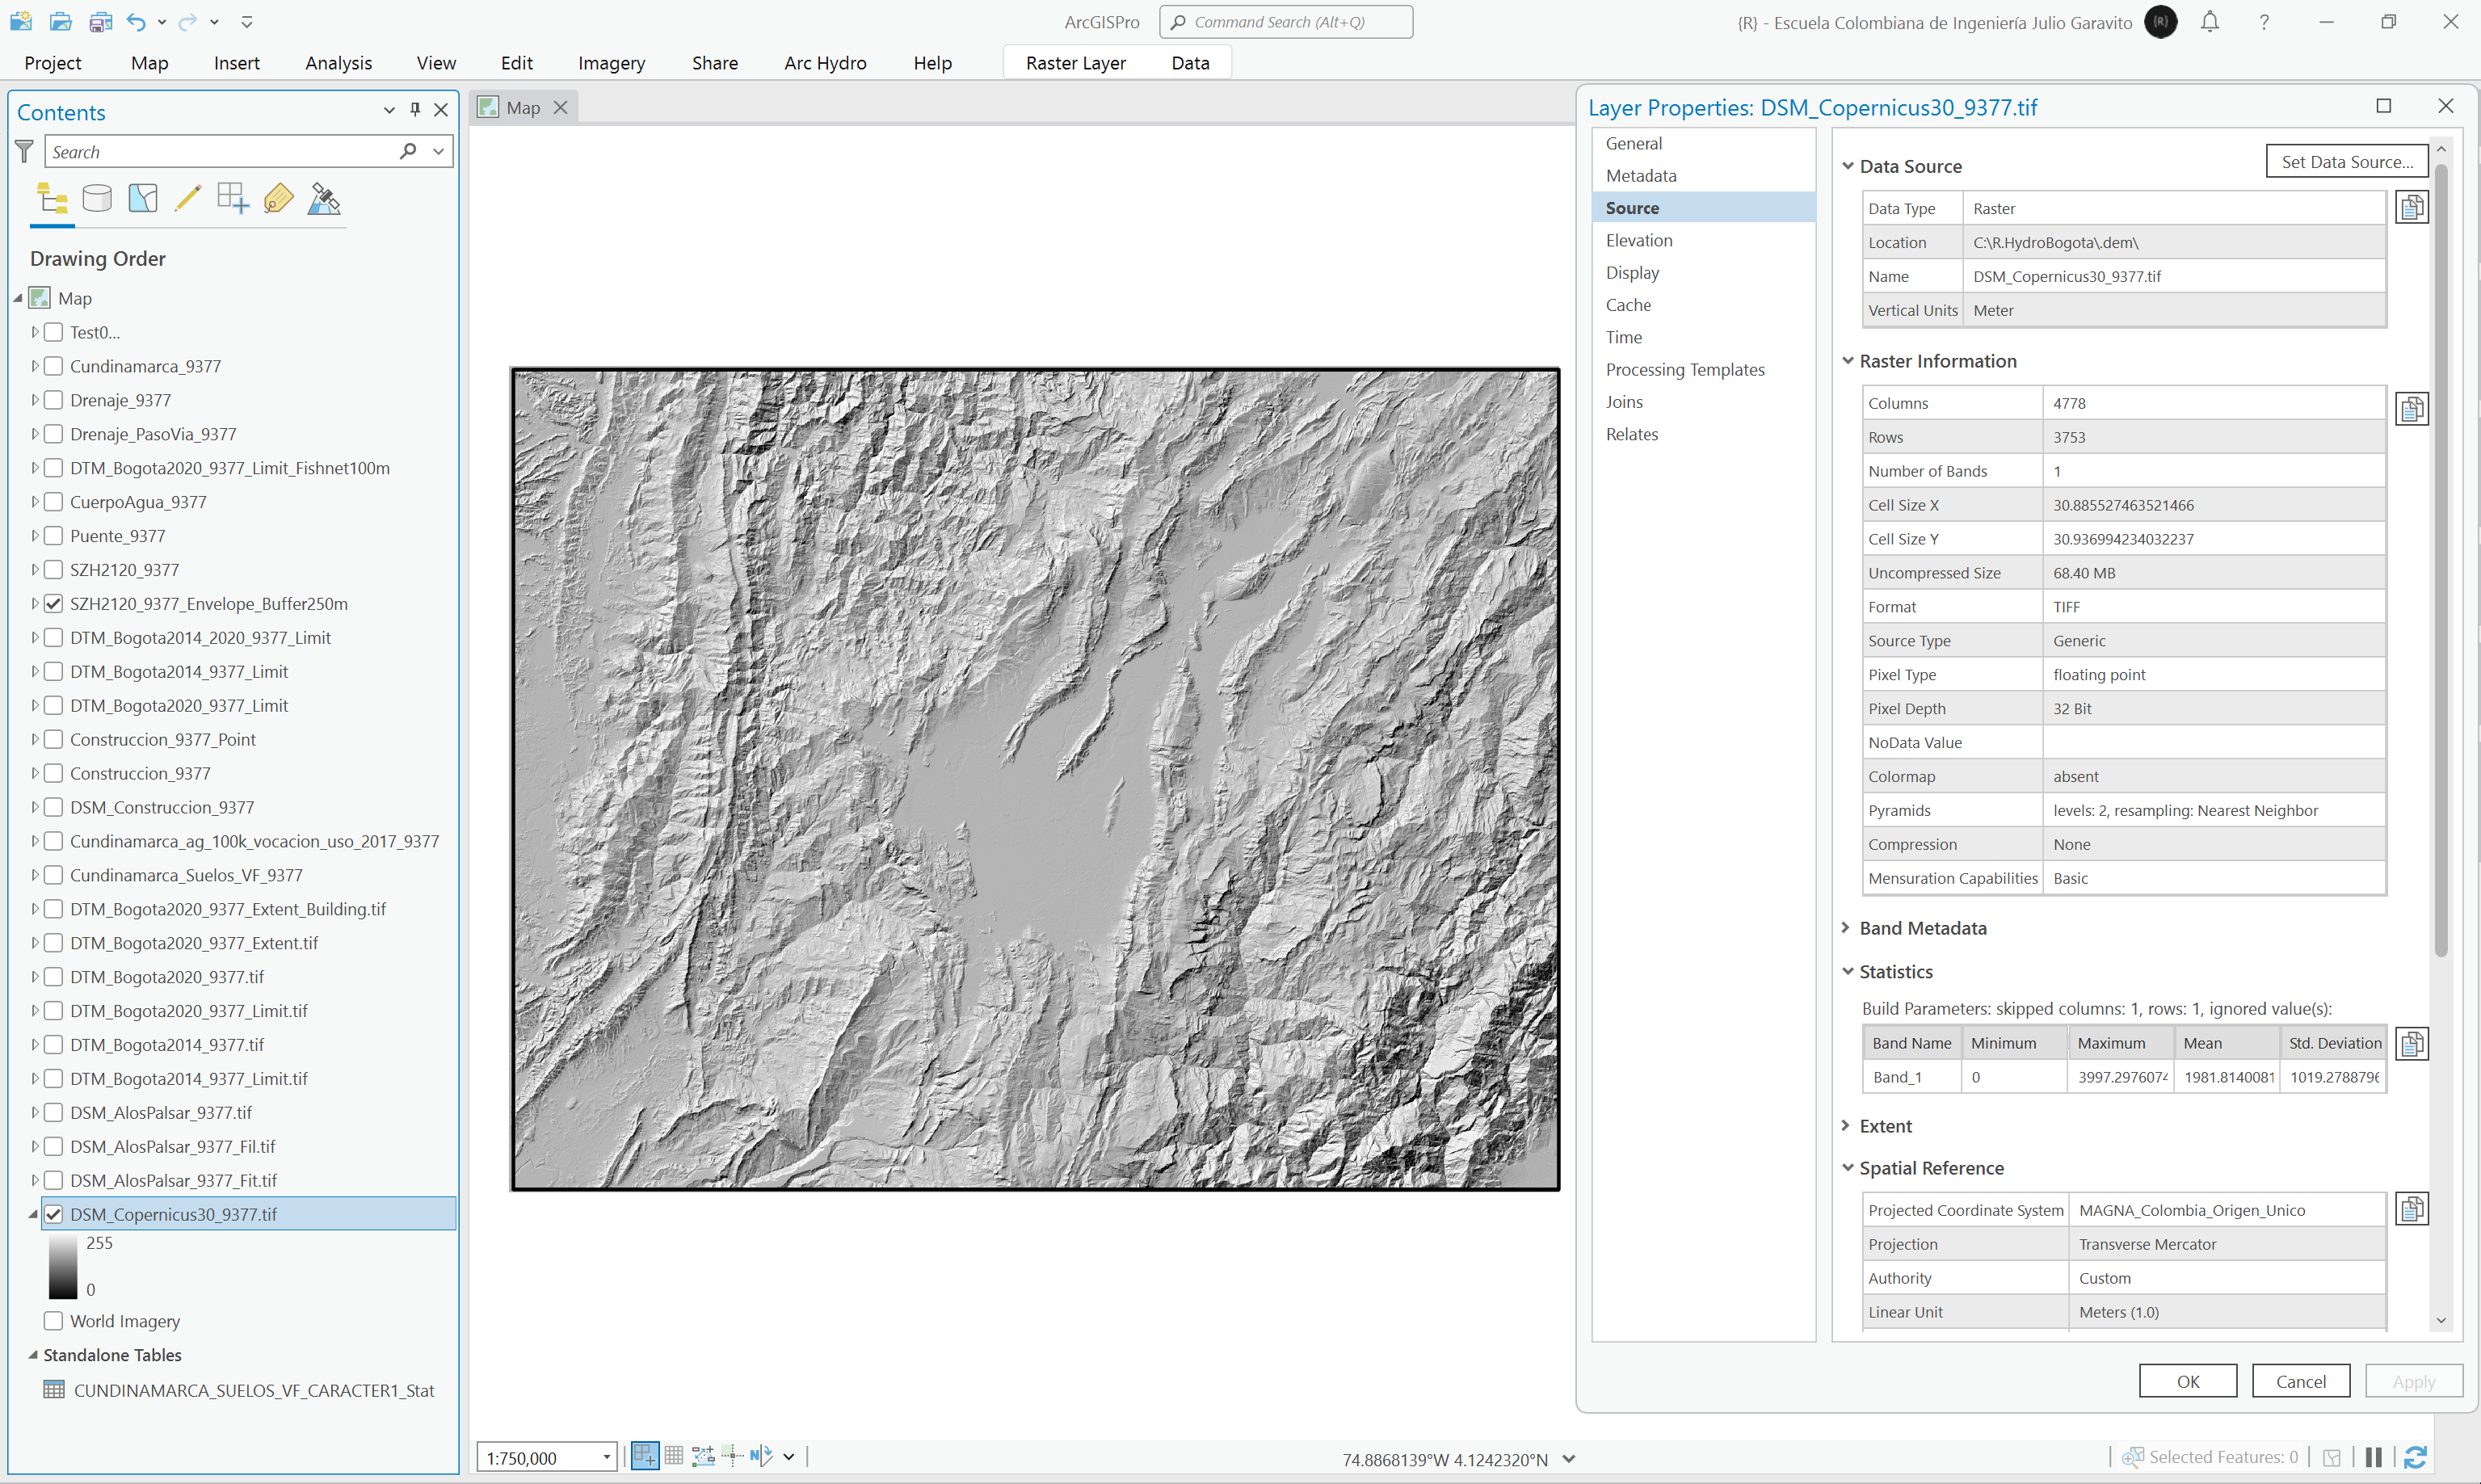 ArcGISPro
Command Search (Alt+Q)
{R} - Escuela Colombiana de Ingeniería Julio Garavito
{R}
Project Map Insert Analysis View Edit Imagery Share Arc Hydro Help Raster Layer Data
Contents
Search
Drawing Order
Map
Test0...
Cundinamarca_9377
Drenaje_9377
Drenaje_PasoVia_9377
DTM_Bogota2020_9377_Limit_Fishnet100m
CuerpoAgua_9377
Puente_9377
SZH2120_9377
SZH2120_9377_Envelope_Buffer250m
DTM_Bogota2014_2020_9377_Limit
DTM_Bogota2014_9377_Limit
DTM_Bogota2020_9377_Limit
Construccion_9377_Point
Construccion_9377
DSM_Construccion_9377
Cundinamarca_ag_100k_vocacion_uso_2017_9377
Cundinamarca_Suelos_VF_9377
DTM_Bogota2020_9377_Extent_Building.tif
DTM_Bogota2020_9377_Extent.tif
DTM_Bogota2020_9377.tif
DTM_Bogota2020_9377_Limit.tif
DTM_Bogota2014_9377.tif
DTM_Bogota2014_9377_Limit.tif
DSM_AlosPalsar_9377.tif
DSM_AlosPalsar_9377_Fil.tif
DSM_AlosPalsar_9377_Fit.tif
DSM_Copernicus30_9377.tif
255
0
World Imagery
Standalone Tables
CUNDINAMARCA_SUELOS_VF_CARACTER1_Stat
Map
1:750,000
74.8868139°W 4.1242320°N
Selected Features: 0
Layer Properties: DSM_Copernicus30_9377.tif
General
Metadata
Source
Elevation
Display
Cache
Time
Processing Templates
Joins
Relates
Data Source
Set Data Source...
Data Type Raster
Location C:\R.HydroBogota\.dem\
Name DSM_Copernicus30_9377.tif
Vertical Units Meter
Raster Information
Columns 4778
Rows 3753
Number of Bands 1
Cell Size X 30.885527463521466
Cell Size Y 30.936994234032237
Uncompressed Size 68.40 MB
Format TIFF
Source Type Generic
Pixel Type floating point
Pixel Depth 32 Bit
NoData Value
Colormap absent
Pyramids levels: 2, resampling: Nearest Neighbor
Compression None
Mensuration Capabilities Basic
Band Metadata
Statistics
Build Parameters: skipped columns: 1, rows: 1, ignored value(s):
Band Name Minimum Maximum Mean Std. Deviation
Band_1 0 3997.2976074 1981.8140081 1019.2788796
Extent
Spatial Reference
Projected Coordinate System MAGNA_Colombia_Origen_Unico
Projection Transverse Mercator
Authority Custom
Linear Unit Meters (1.0)
OK Cancel Apply